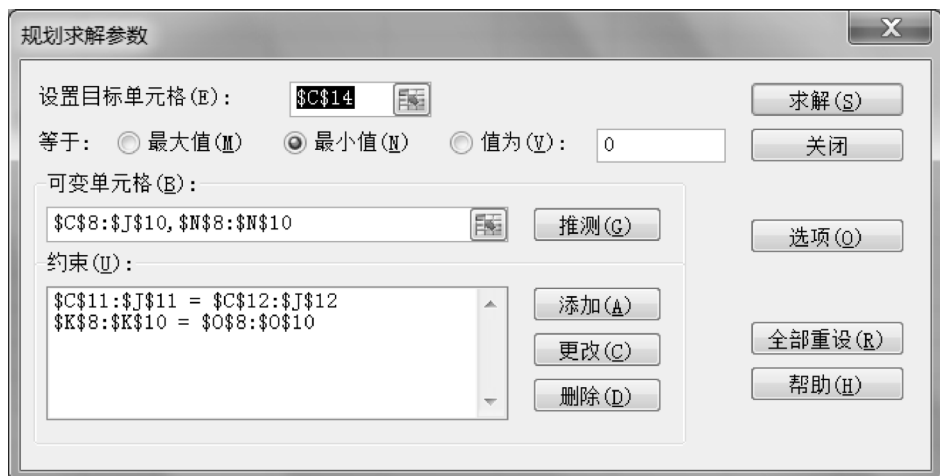 规划求解参数
X
设置目标单元格(E): $C$14 求解(S)
等于: 最大值(M) 最小值(N) 值为(V): 0 关闭
可变单元格(B):
$C$8:$J$10,$N$8:$N$10 推测(G) 选项(O)
约束(U):
$C$11:$J$11 = $C$12:$J$12 添加(A)
$K$8:$K$10 = $O$8:$O$10
更改(C) 全部重设(R)
删除(D) 帮助(H)